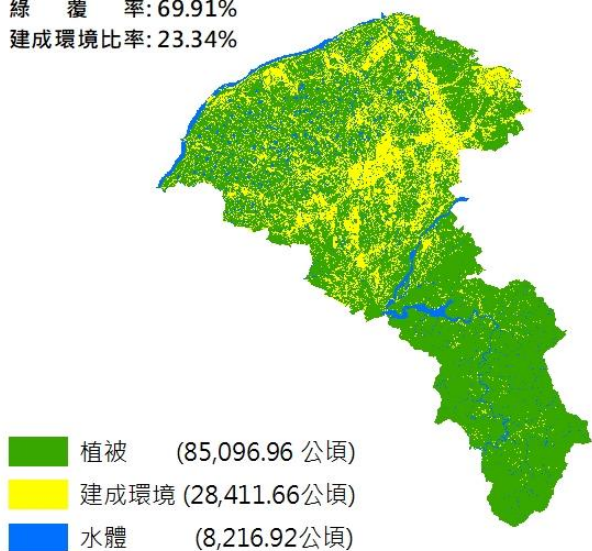 綠覆率: 69.91%
建成環境比率: 23.34%
植被 (85,096.96 公頃)
建成環境 (28,411.66公頃)
水體 (8,216.92公頃)